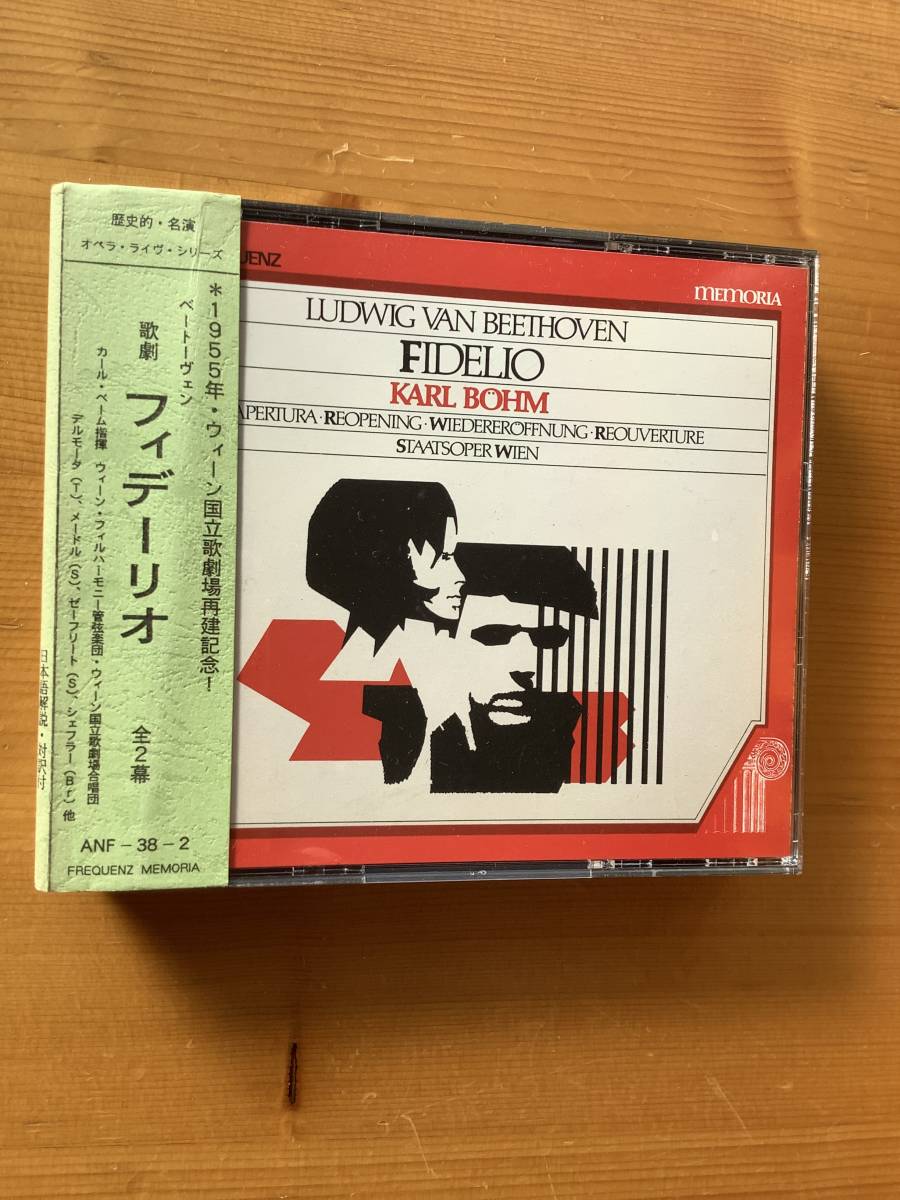 歴史的・名演
オペラ・ライヴ・シリーズ
*1955年・ウィーン国立歌劇場再建記念!
ベートーヴェン
歌劇 フィデーリオ 全2幕
カール・ベーム指揮 ウィーン・フィルハーモニー管弦楽団・ウィーン国立歌劇場合唱団
デルモータ(T)、メードル(S)、ゼーフリート(S)、シェフラー(Br)他
日本語解説・対訳付
ANF-38-2
FREQUENZ MEMORIA
UENZ
MEMORIA
LUDWIG VAN BEETHOVEN
FIDELIO
KARL BÖHM
APERTURA·REOPENING·WIEDERERÖFFNUNG·REOUVERTURE
STAATSOPER WIEN